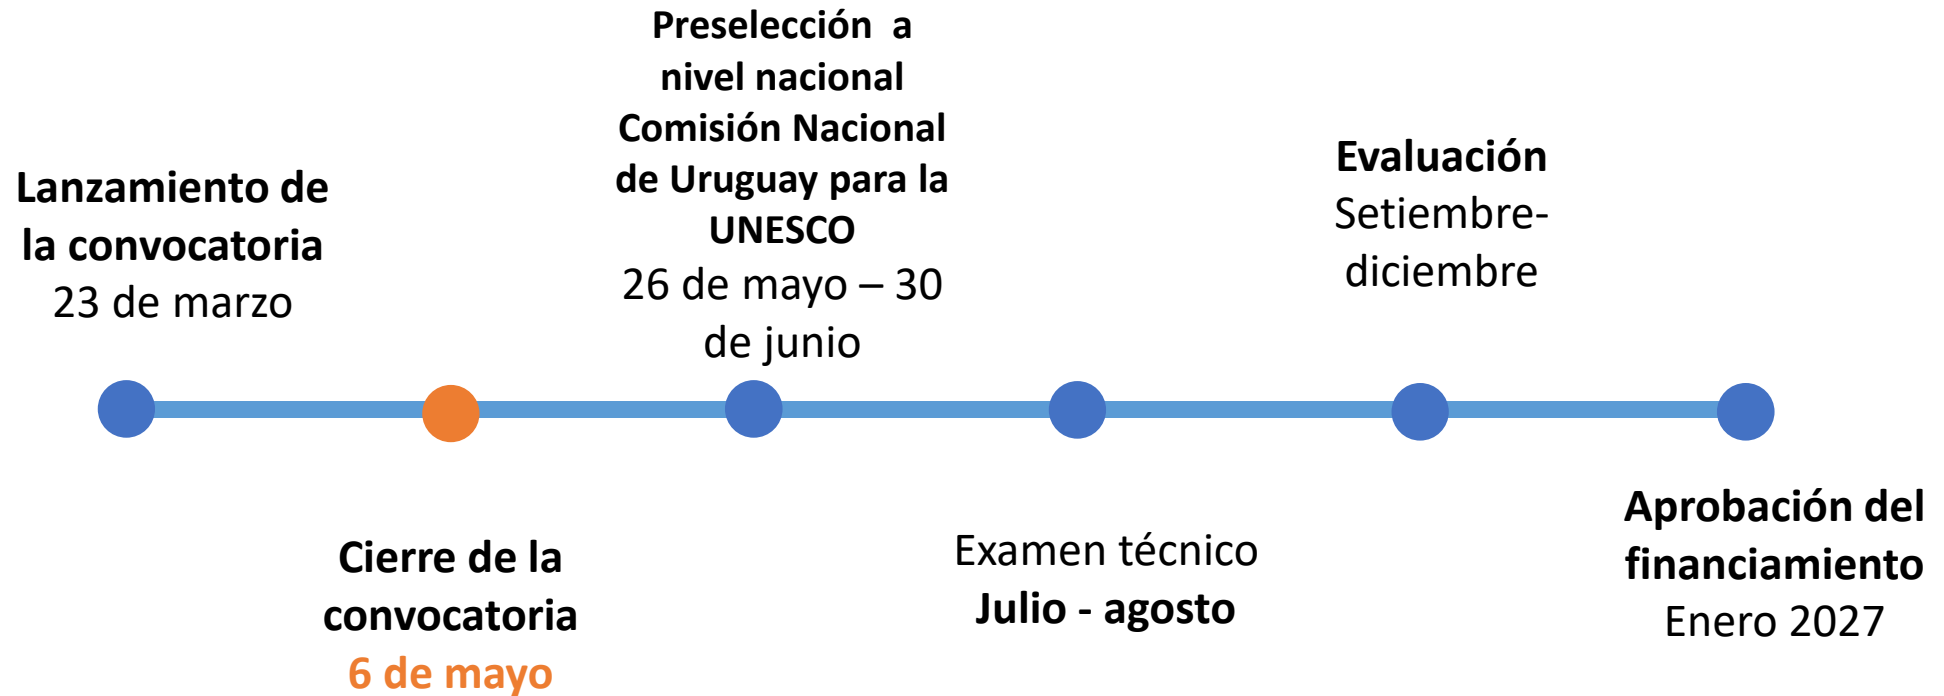 Lanzamiento de
la convocatoria
23 de marzo
Cierre de la
convocatoria
6 de mayo
Preselección a
nivel nacional
Comisión Nacional
de Uruguay para la
UNESCO
26 de mayo – 30
de junio
Examen técnico
Julio - agosto
Evaluación
Setiembre-
diciembre
Aprobación del
financiamiento
Enero 2027